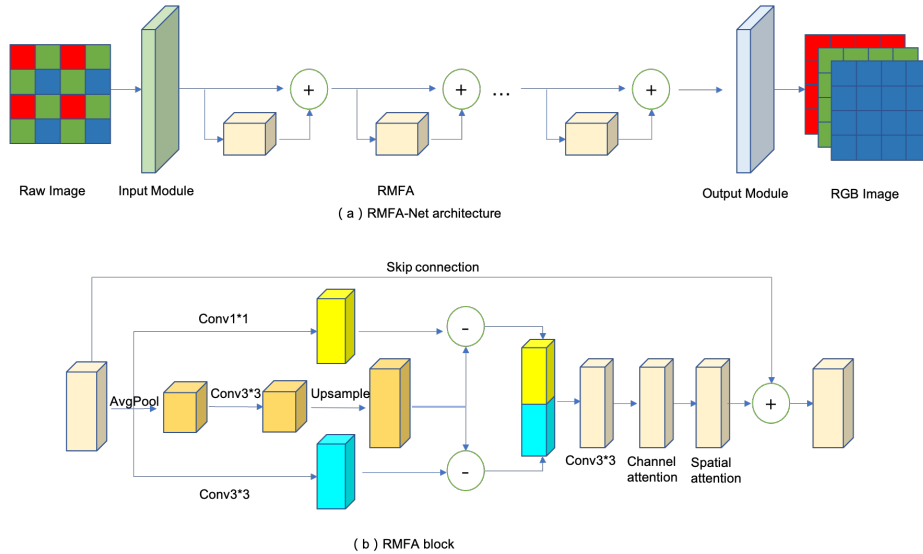 +
+
...
+
Raw Image
Input Module
RMFA
Output Module
RGB Image
( a ) RMFA-Net architecture
Skip connection
Conv1*1
-
AvgPool
Conv3*3
Upsample
+
-
Conv3*3
Conv3*3
Channel
attention
Spatial
attention
( b ) RMFA block